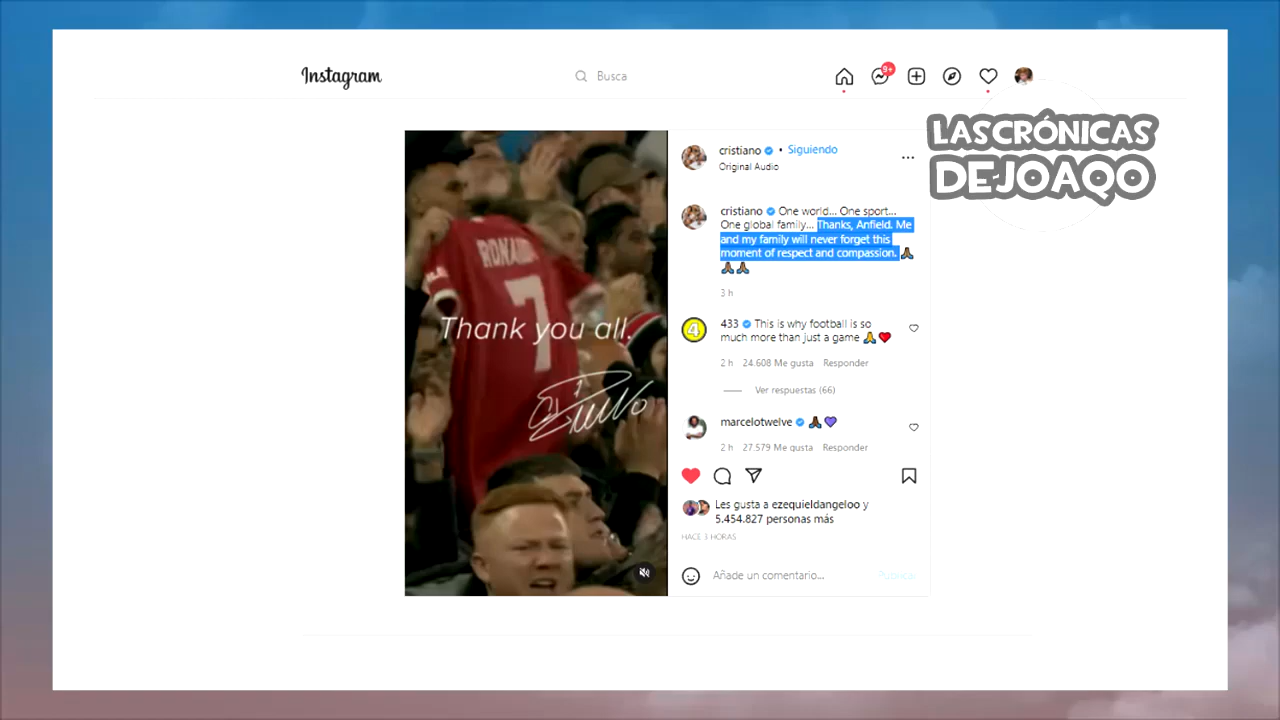 Instagram
Busca
9+
LASCRÓNICAS
DEJOAQO
cristiano • Siguiendo
Original Audio
RONALDO
7
Thank you all.
cristiano One world... One sport...
One global family... Thanks, Anfield. Me
and my family will never forget this
moment of respect and compassion. 🙏🏾
🙏🏾🙏🏾
3 h
4
433 This is why football is so
much more than just a game 🙏❤️
2 h 24.608 Me gusta Responder
Ver respuestas (66)
marcelotwelve 🙏🏿💜
2 h 27.579 Me gusta Responder
Les gusta a ezequieldangeloo y
5.454.827 personas más
HACE 3 HORAS
Añade un comentario...
Publicar